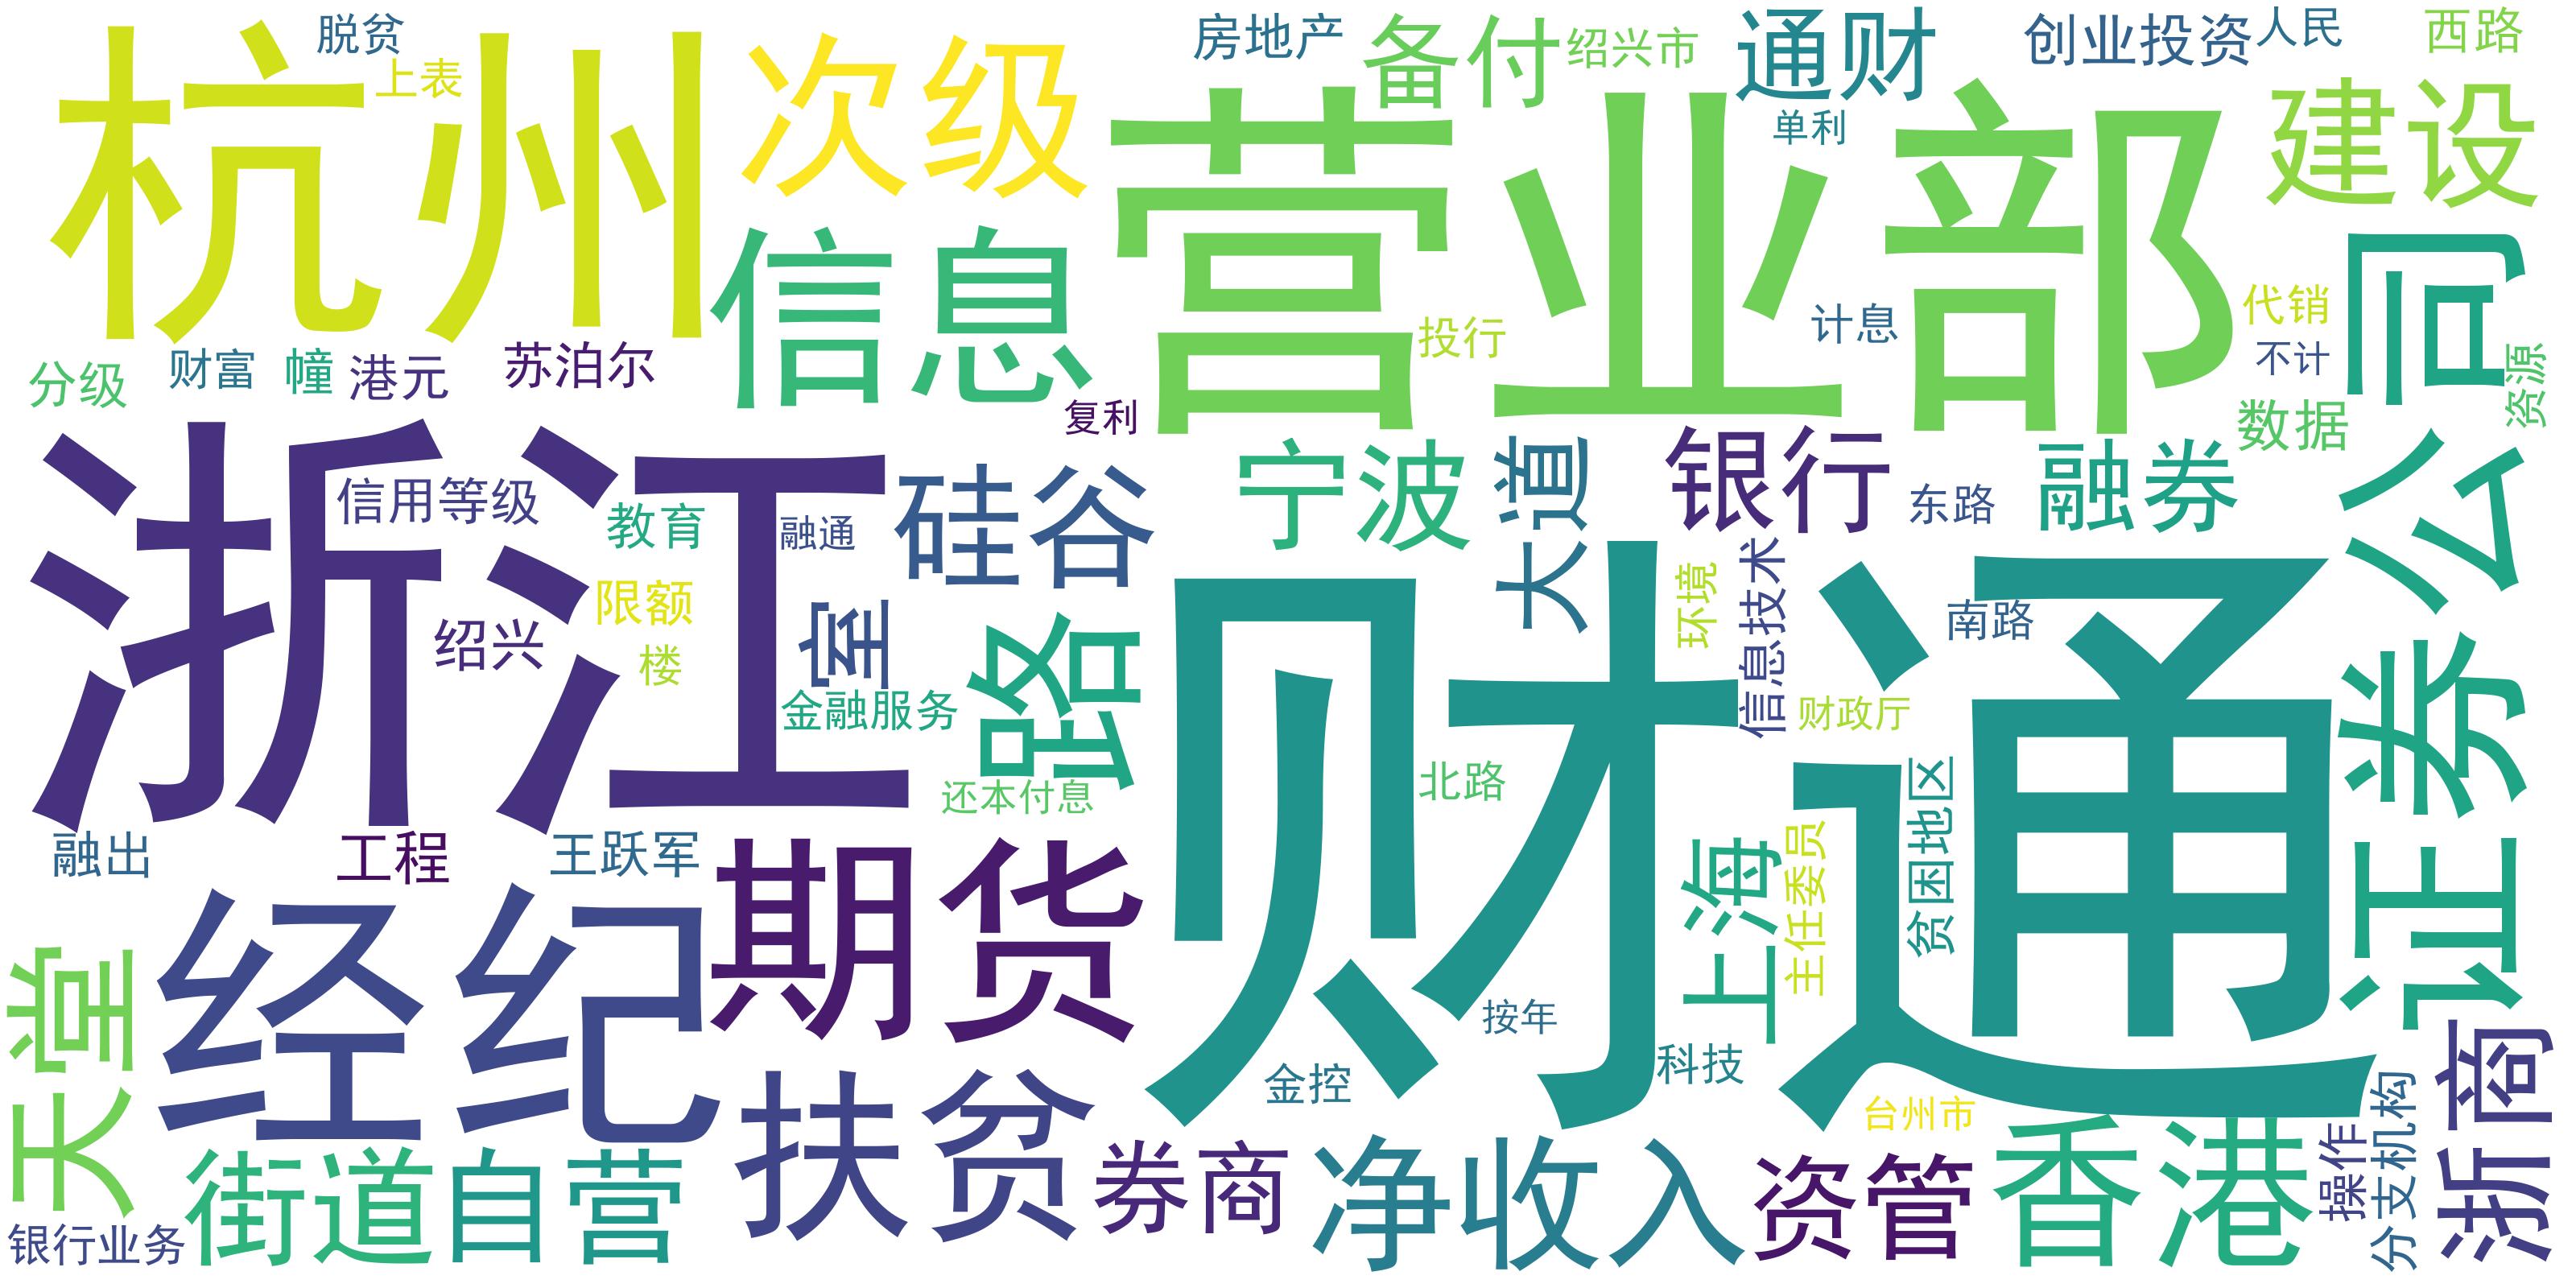 脱贫
上表
杭州
次级
房地产
备付
绍兴市
通财
单利
创业投资
人民
西路
建设
信息
营业部
投行
计息
代销
不计
资源
数据
证券公司
分级
财富
幢
港元
苏泊尔
复利
浙江
信用等级
教育
融通
硅谷
宁波
大道
银行
东路
融券
限额
绍兴
楼
室
金融服务
路
还本付息
财通
环境
信息技术
南路
财政厅
北路
贫困地区
上海
主任委员
融出
工程
王跃军
期货
天堂
经纪
按年
金控
科技
台州市
浙商
街道
自营
扶贫
券商
净收入
资管
香港
操作
分支机构
银行业务